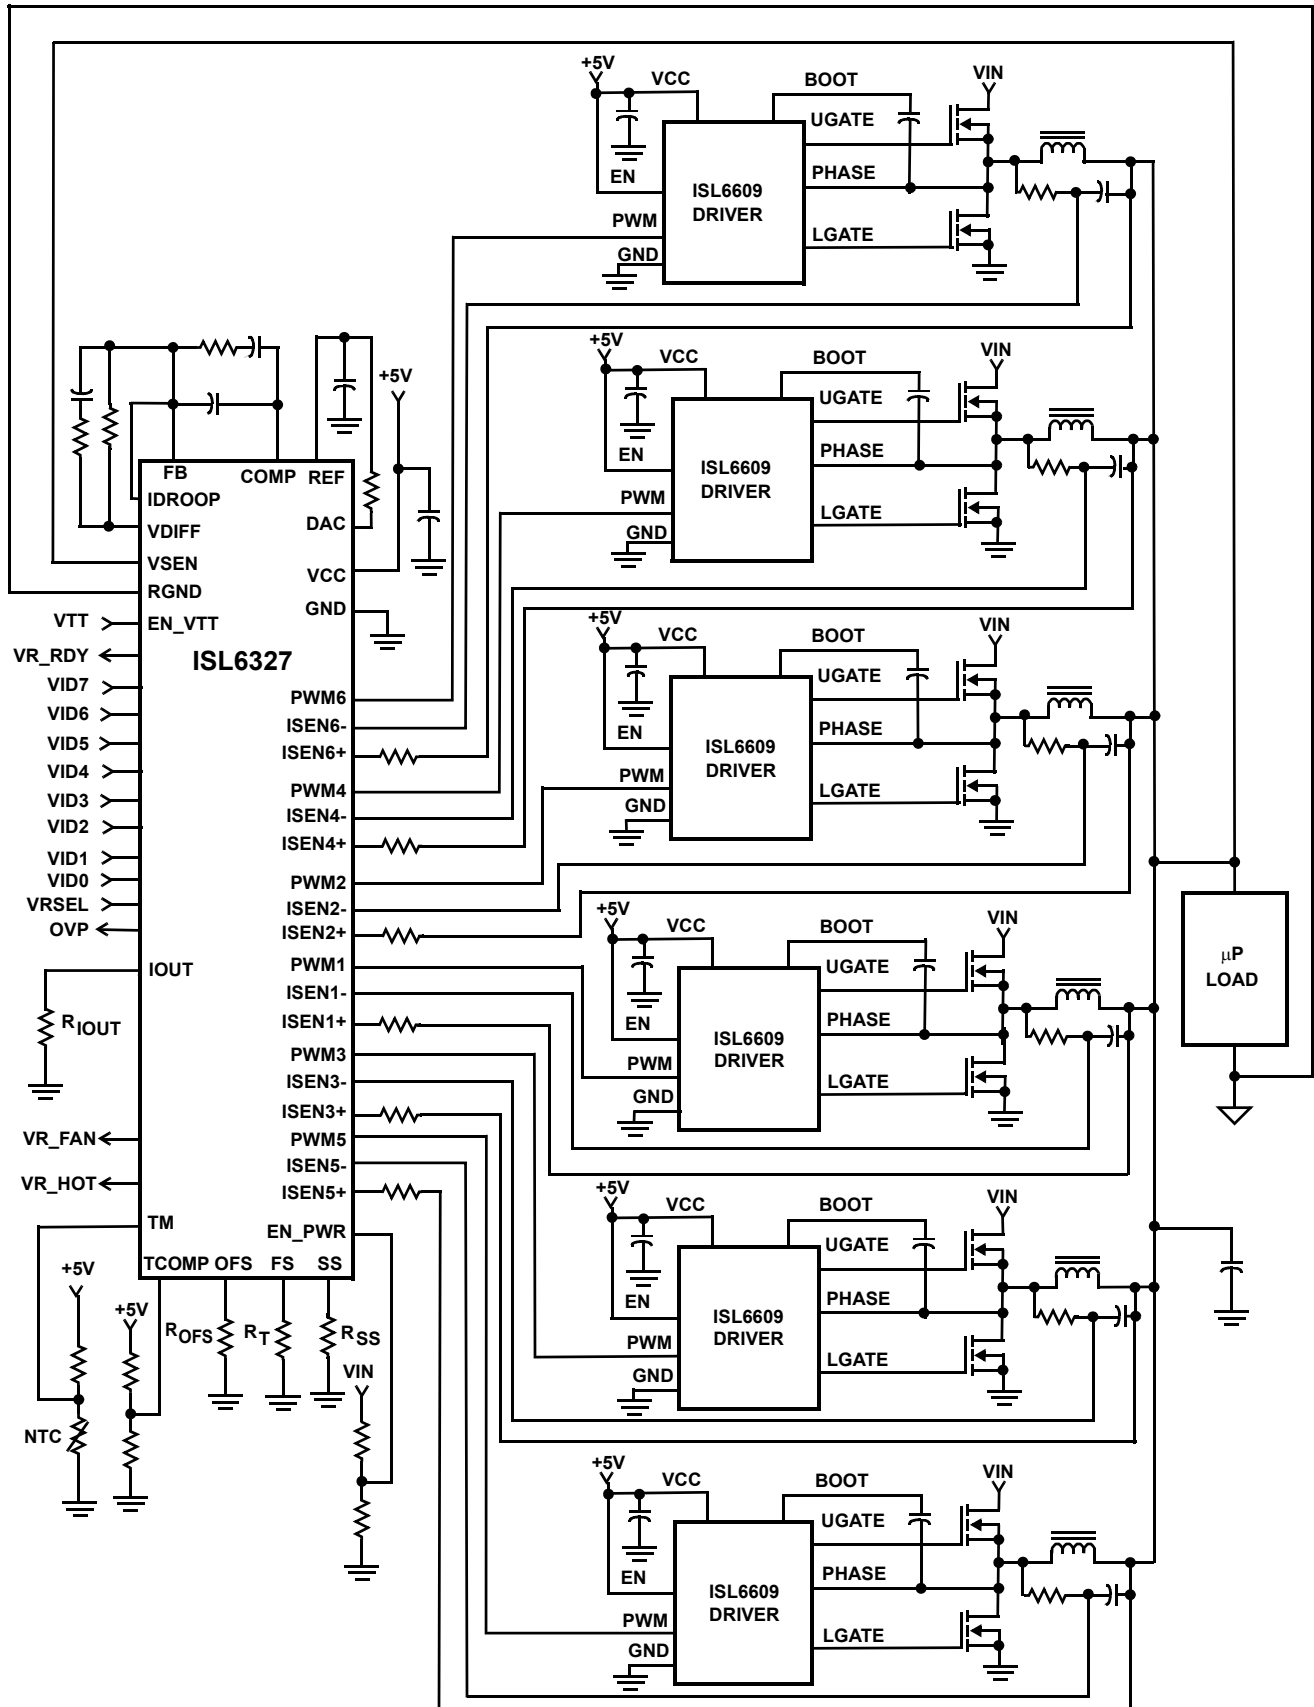 +5V
VCC
BOOT
VIN
UGATE
EN
PHASE
ISL6609
DRIVER
PWM
LGATE
GND
+5V
VCC
BOOT
VIN
UGATE
EN
PHASE
ISL6609
DRIVER
PWM
LGATE
GND
+5V
VCC
BOOT
VIN
UGATE
EN
PHASE
ISL6609
DRIVER
PWM
LGATE
GND
+5V
VCC
BOOT
VIN
UGATE
EN
PHASE
ISL6609
DRIVER
PWM
LGATE
GND
+5V
VCC
BOOT
VIN
UGATE
EN
PHASE
ISL6609
DRIVER
PWM
LGATE
GND
+5V
VCC
BOOT
VIN
UGATE
EN
PHASE
ISL6609
DRIVER
PWM
LGATE
GND
+5V
FB
COMP
REF
IDROOP
VDIFF
DAC
VSEN
VCC
RGND
GND
VTT
EN_VTT
VR_RDY
ISL6327
VID7
VID6
VID5
VID4
VID3
VID2
VID1
VID0
VRSEL
OVP
PWM6
ISEN6-
ISEN6+
PWM4
ISEN4-
ISEN4+
PWM2
ISEN2-
ISEN2+
PWM1
ISEN1-
ISEN1+
PWM3
ISEN3-
ISEN3+
PWM5
ISEN5-
ISEN5+
EN_PWR
IOUT
RIOUT
VR_FAN
VR_HOT
TM
TCOMP OFS FS SS
+5V
+5V
ROFS
RT
RSS
VIN
NTC
µP
LOAD